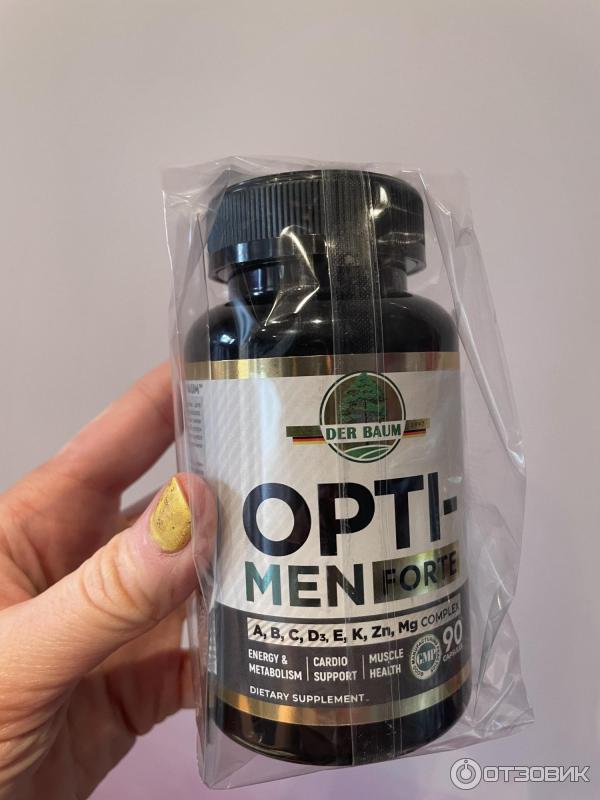 DER BAUM
OPTI-
MEN FORTE
A, B, C, D3, E, K, Zn, Mg COMPLEX
ENERGY & METABOLISM
CARDIO SUPPORT
MUSCLE HEALTH
GMP
90
CAPSULES
DIETARY SUPPLEMENT
ОТЗОВИК